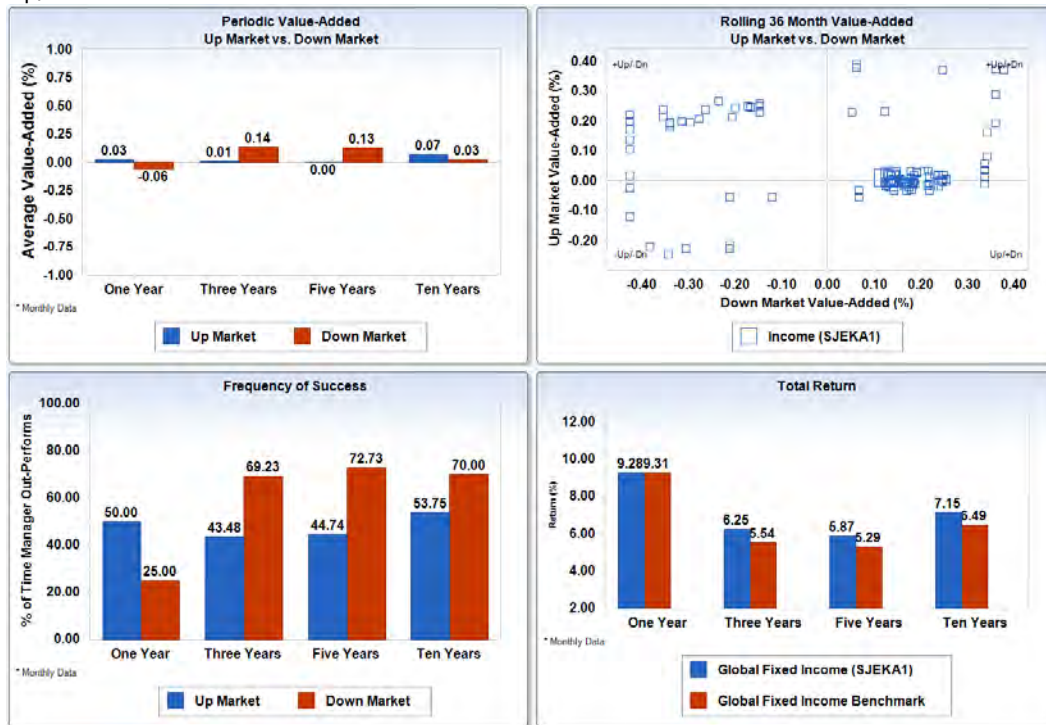 Periodic Value-Added
Up Market vs. Down Market
Average Value-Added (%)
1.00
0.75
0.50
0.25
0.00
-0.25
-0.50
-0.75
-1.00
0.03
-0.06
0.01
0.14
0.00
0.13
0.07
0.03
One Year
Three Years
Five Years
Ten Years
* Monthly Data
Up Market
Down Market
Rolling 36 Month Value-Added
Up Market vs. Down Market
Up Market Value-Added (%)
0.40
0.30
0.20
0.10
0.00
-0.10
-0.20
+Up/-Dn
+Up/+Dn
-Up/-Dn
Up/+Dn
-0.40
-0.30
-0.20
-0.10
0.00
0.10
0.20
0.30
0.40
Down Market Value-Added (%)
Income (SJEKA1)
Frequency of Success
% of Time Manager Out-Performs
100.00
80.00
60.00
40.00
20.00
0.00
50.00
25.00
43.48
69.23
44.74
72.73
53.75
70.00
One Year
Three Years
Five Years
Ten Years
* Monthly Data
Up Market
Down Market
Total Return
Return (%)
12.00
10.00
8.00
6.00
4.00
2.00
9.28
9.31
6.25
5.54
5.87
5.29
7.15
6.49
One Year
Three Years
Five Years
Ten Years
* Monthly Data
Global Fixed Income (SJEKA1)
Global Fixed Income Benchmark